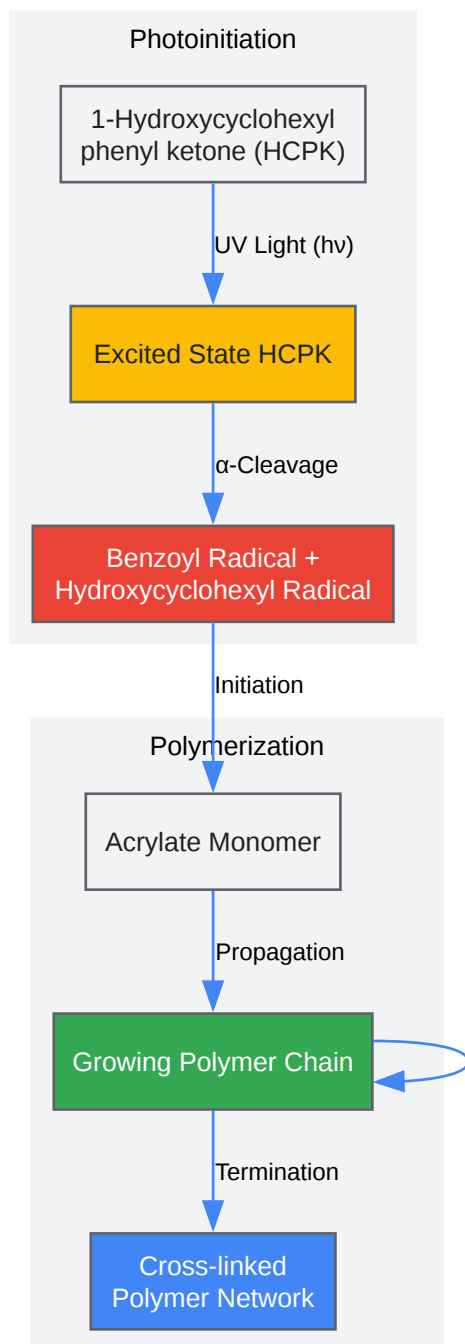 Photoinitiation
1-Hydroxycyclohexyl
phenyl ketone (HCPK)
UV Light (hν)
Excited State HCPK
α-Cleavage
Benzoyl Radical +
Hydroxycyclohexyl Radical
Initiation
Polymerization
Acrylate Monomer
Propagation
Growing Polymer Chain
Termination
Cross-linked
Polymer Network